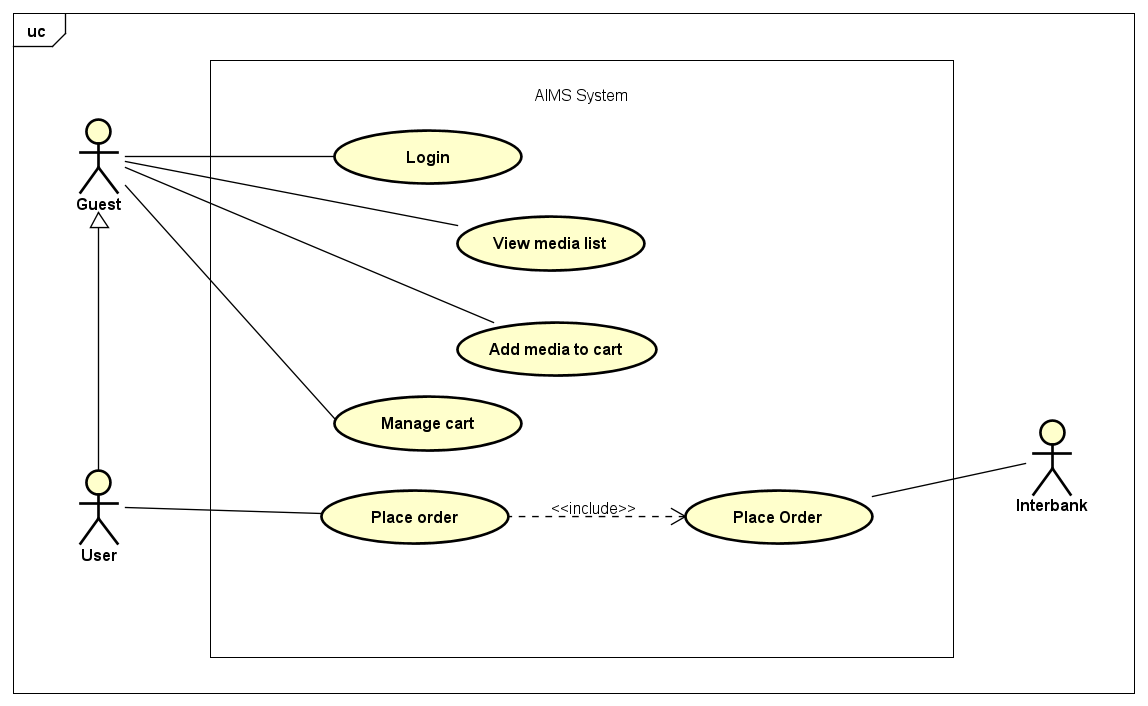 uc
AIMS System
Login
Guest
View media list
Add media to cart
Manage cart
Place order
<<include>>
Place Order
Interbank
User